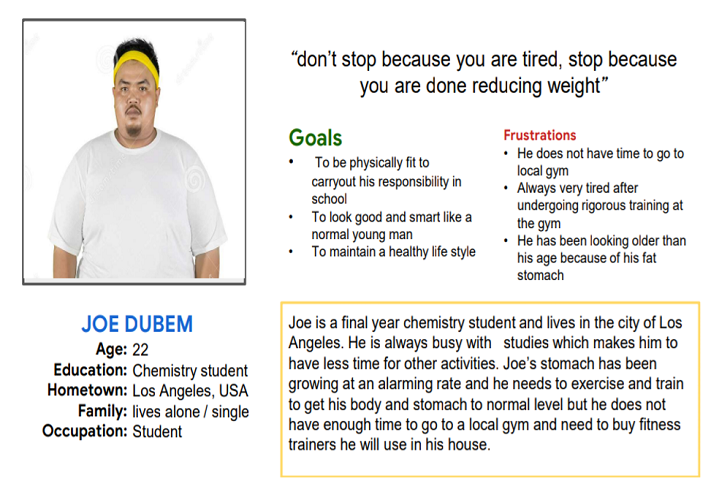 “don’t stop because you are tired, stop because
you are done reducing weight”
Goals
• To be physically fit to
carryout his responsibility in
school
• To look good and smart like a
normal young man
• To maintain a healthy life style
Frustrations
• He does not have time to go to
local gym
• Always very tired after
undergoing rigorous training at
the gym
• He has been looking older than
his age because of his fat
stomach
JOE DUBEM
Age: 22
Education: Chemistry student
Hometown: Los Angeles, USA
Family: lives alone / single
Occupation: Student
Joe is a final year chemistry student and lives in the city of Los
Angeles. He is always busy with studies which makes him to
have less time for other activities. Joe’s stomach has been
growing at an alarming rate and he needs to exercise and train
to get his body and stomach to normal level but he does not
have enough time to go to a local gym and need to buy fitness
trainers he will use in his house.